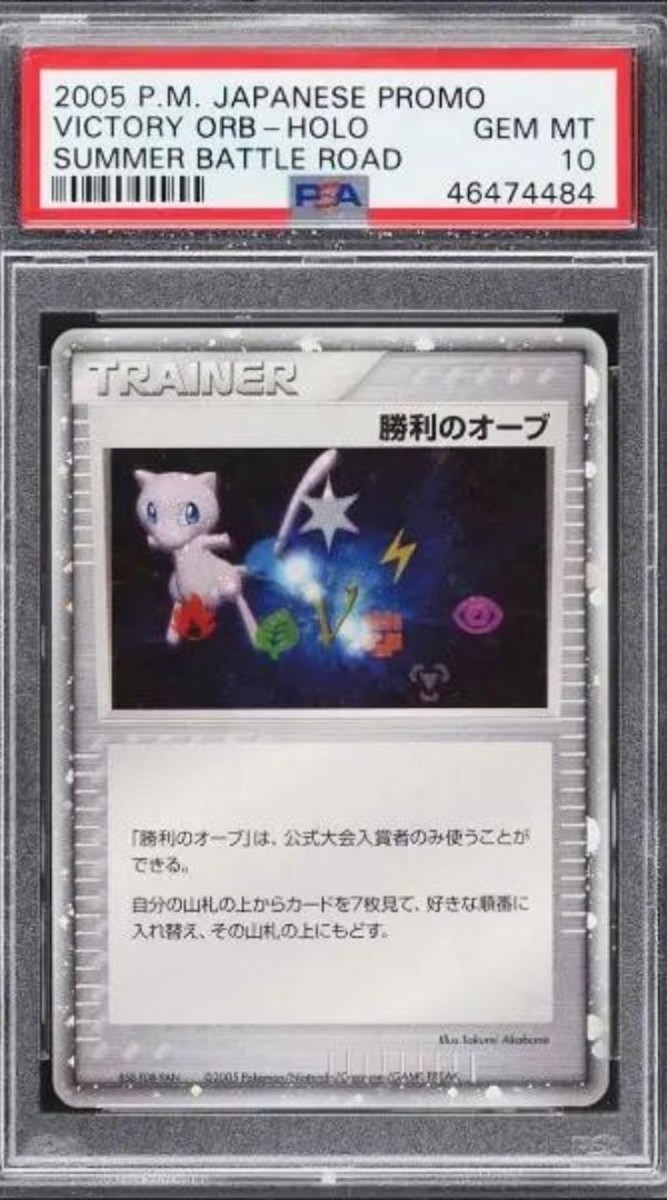 2005 P.M. JAPANESE PROMO
VICTORY ORB - HOLO GEM MT
SUMMER BATTLE ROAD 10
PSA 46474484
TRAINER
勝利のオーブ
「勝利のオーブ」は、公式大会入賞者のみ使うことが
できる。
自分の山札の上からカードを7枚見て、好きな順番に
入れ替え、その山札の上にもどす。
Illus. Takumi Akabane
©2005 Pokémon/Nintendo/Creatures/GAME FREAK